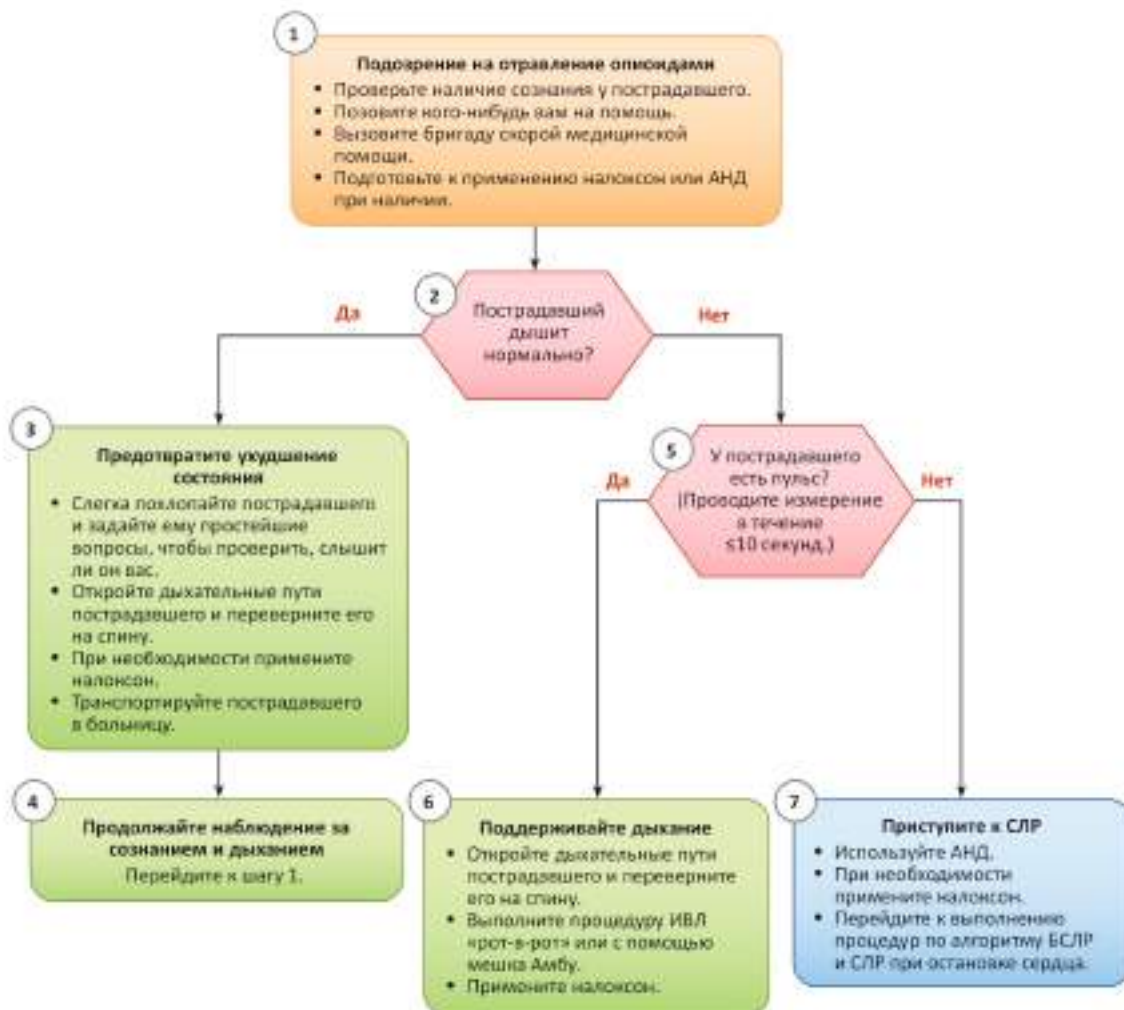 1
Подозрение на отравление опиоидами
• Проверьте наличие сознания у пострадавшего.
• Позовите кого-нибудь вам на помощь.
• Вызовите бригаду скорой медицинской
помощи.
• Подготовьте к применению налоксон или АНД
при наличии.
2
Пострадавший
дышит
нормально?
Да
Нет
3
Предотвратите ухудшение
состояния
• Слегка похлопайте пострадавшего
и задайте ему простейшие
вопросы, чтобы проверить, слышит
ли он вас.
• Откройте дыхательные пути
пострадавшего и переверните его
на спину.
• При необходимости примените
налоксон.
• Транспортируйте пострадавшего
в больницу.
5
У пострадавшего
есть пульс?
(Проводите измерение
в течение
≤10 секунд.)
Да
Нет
4
Продолжайте наблюдение за
сознанием и дыханием
Перейдите к шагу 1.
6
Поддерживайте дыхание
• Откройте дыхательные пути
пострадавшего и переверните
его на спину.
• Выполните процедуру ИВЛ
«рот-в-рот» или с помощью
мешка Амбу.
• Примените налоксон.
7
Приступите к СЛР
• Используйте АНД.
• При необходимости
примените налоксон.
• Перейдите к выполнению
процедур по алгоритму БСЛР
и СЛР при остановке сердца.